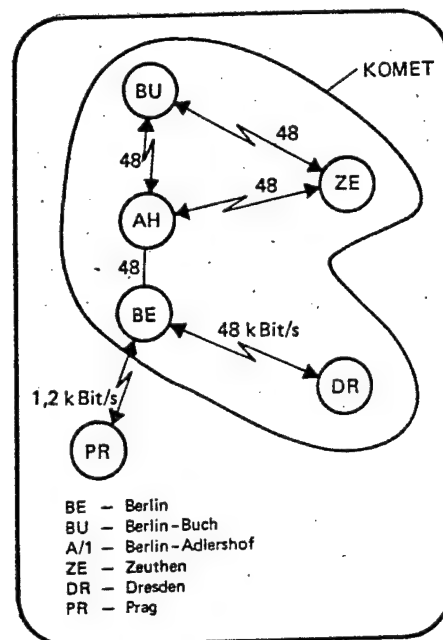 KOMET
BU
48
48
48
ZE
AH
48
BE
48 k Bit/s
DR
1,2 k Bit/s
PR
BE – Berlin
BU – Berlin-Buch
A/1 – Berlin-Adlershof
ZE – Zeuthen
DR – Dresden
PR – Prag